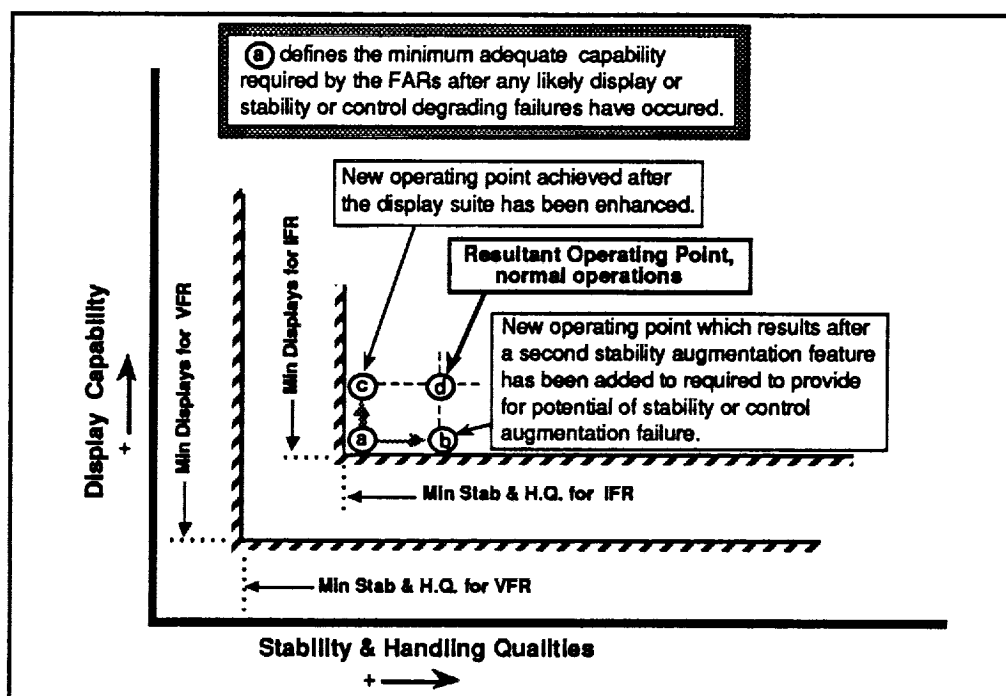 ⓐ defines the minimum adequate capability
required by the FARs after any likely display or
stability or control degrading failures have occured.
New operating point achieved after
the display suite has been enhanced.
Resultant Operating Point,
normal operations
New operating point which results after
a second stability augmentation feature
has been added to required to provide
for potential of stability or control
augmentation failure.
Display Capability
+
Min Displays for VFR
Min Displays for IFR
c
d
a
b
Min Stab & H.Q. for IFR
Min Stab & H.Q. for VFR
Stability & Handling Qualities
+